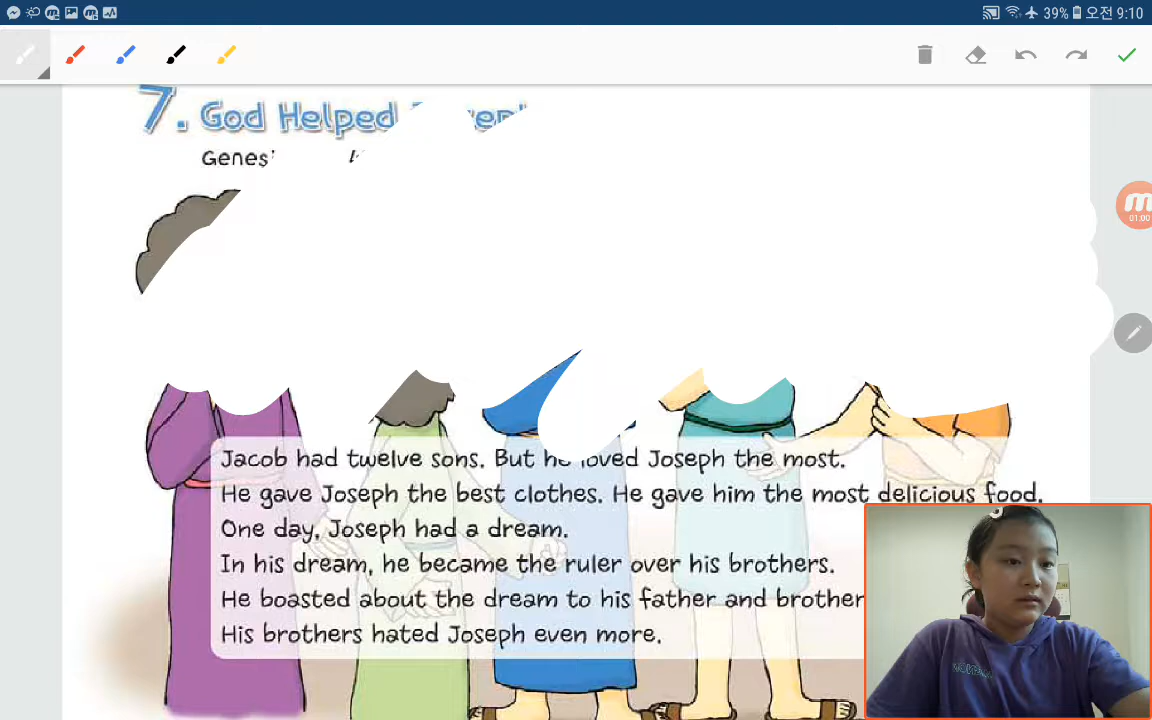 39% 오전 9:10
7. God Helped
01:00
Jacob had twelve sons. But he loved Joseph the most.
He gave Joseph the best clothes. He gave him the most delicious food.
One day, Joseph had a dream.
In his dream, he became the ruler over his brothers.
He boasted about the dream to his father and brother
His brothers hated Joseph even more.